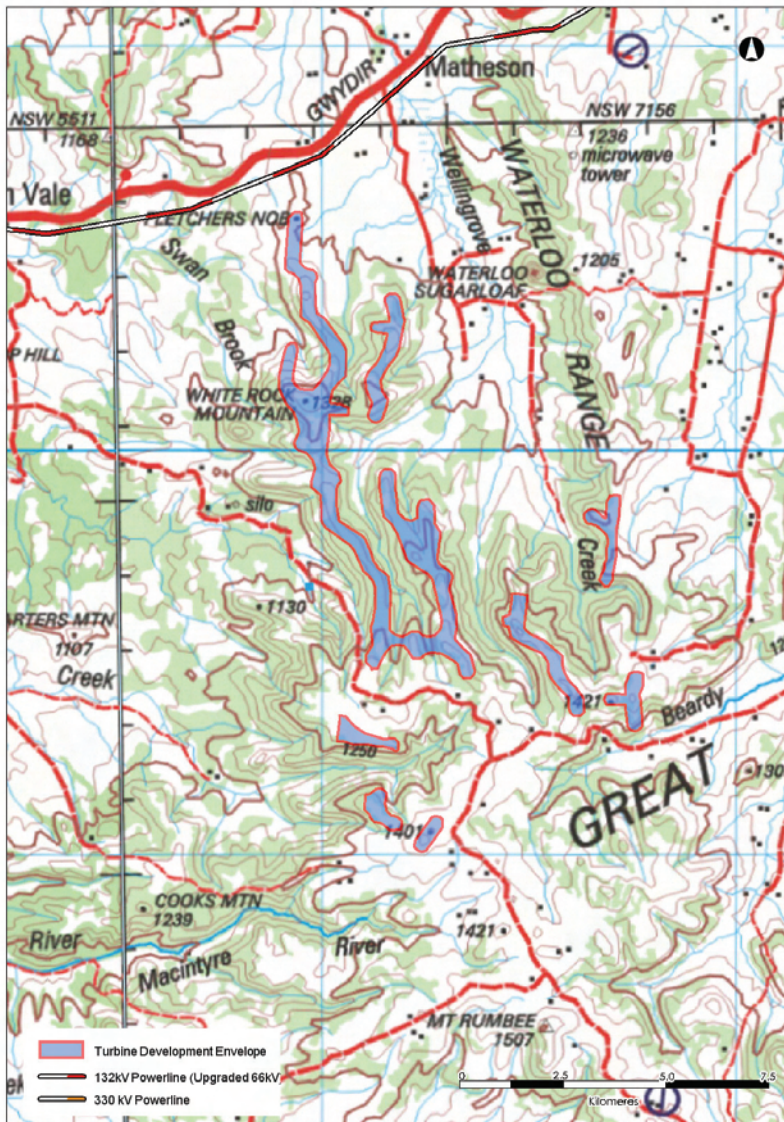 Matheson
GWYDIR
NSW 5511
1168
NSW 7156
1236
microwave
tower
Wellingrove
WATERLOO
Vale
FLETCHERS NOB
Swan
Brook
1205
WATERLOO
SUGARLOAF
HILL
RANGE
WHITE ROCK
MOUNTAIN
1328
silo
Creek
1130
MTN
1107
Creek
1421
Beardy
1250
GREAT
1401
COOKS MTN
1239
River
Macintyre
River
1421
MT RUMBEE
1507
Turbine Development Envelope
132kV Powerline (Upgraded 66kV
330 kV Powerline
0 2.5 5.0 7.5
Kilomeres